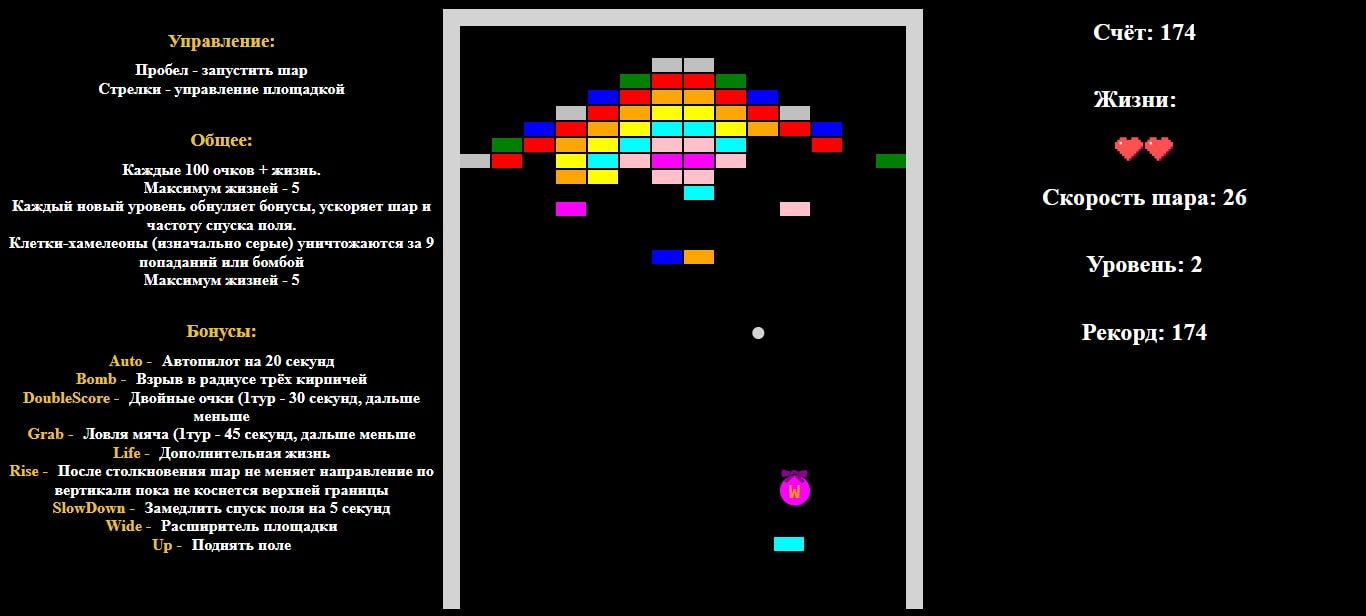 Управление:
Пробел - запустить шар
Стрелки - управление площадкой
Общее:
Каждые 100 очков + жизнь.
Максимум жизней - 5
Каждый новый уровень обнуляет бонусы, ускоряет шар и
частоту спуска поля.
Клетки-хамелеоны (изначально серые) уничтожаются за 9
попаданий или бомбой
Максимум жизней - 5
Бонусы:
Auto - Автопилот на 20 секунд
Bomb - Взрыв в радиусе трёх кирпичей
DoubleScore - Двойные очки (1тур - 30 секунд, дальше
меньше
Grab - Ловля мяча (1тур - 45 секунд, дальше меньше
Life - Дополнительная жизнь
Rise - После столкновения шар не меняет направление по
вертикали пока не коснется верхней границы
SlowDown - Замедлить спуск поля на 5 секунд
Wide - Расширитель площадки
Up - Поднять поле
W
Счёт: 174
Жизни:
Скорость шара: 26
Уровень: 2
Рекорд: 174